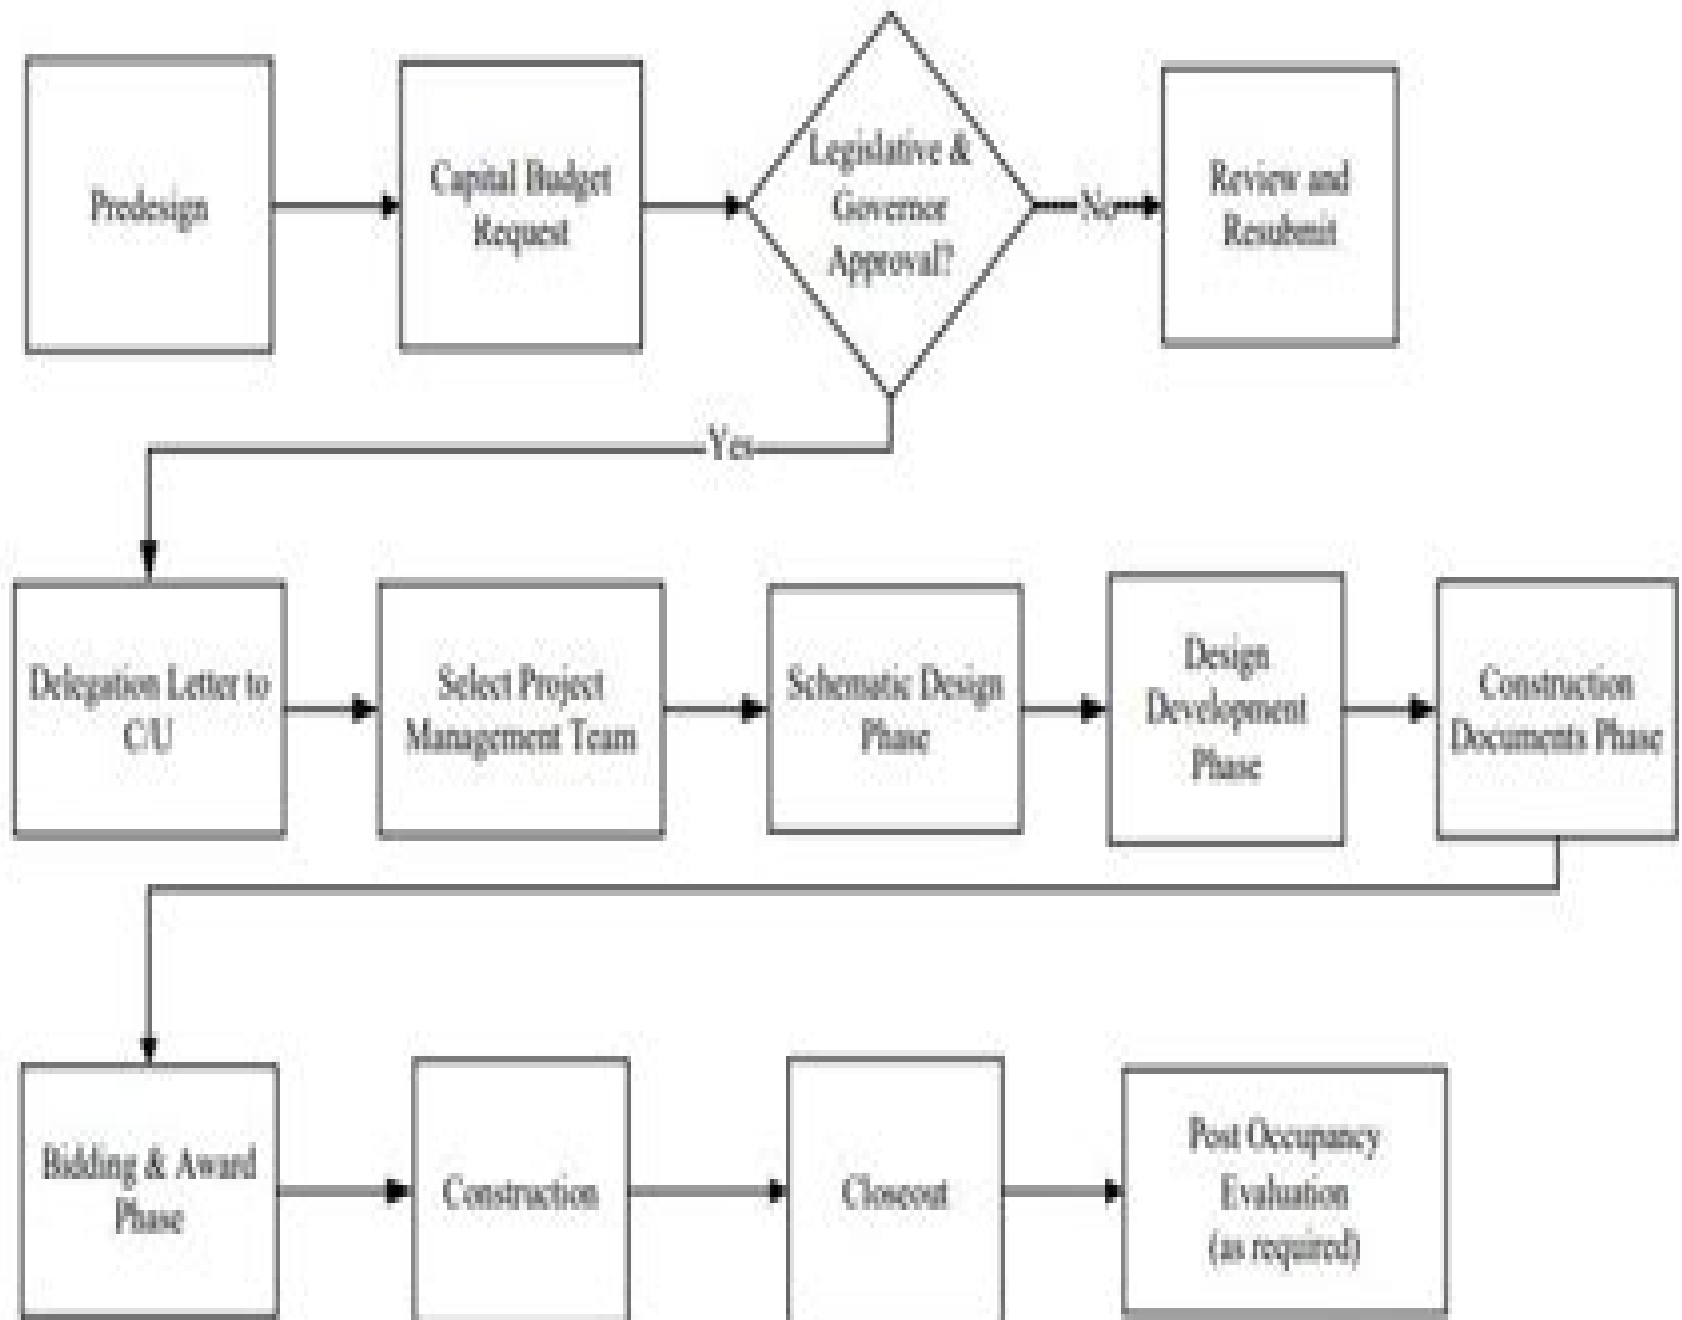 Predesign
Capital Budget
Request
Legislative &
Governor
Approval?
No
Review and
Resubmit
Yes
Delegation Letter to
C/U
Select Project
Management Team
Schematic Design
Phase
Design
Development
Phase
Construction
Documents Phase
Bidding & Award
Phase
Construction
Closeout
Post Occupancy
Evaluation
(as required)